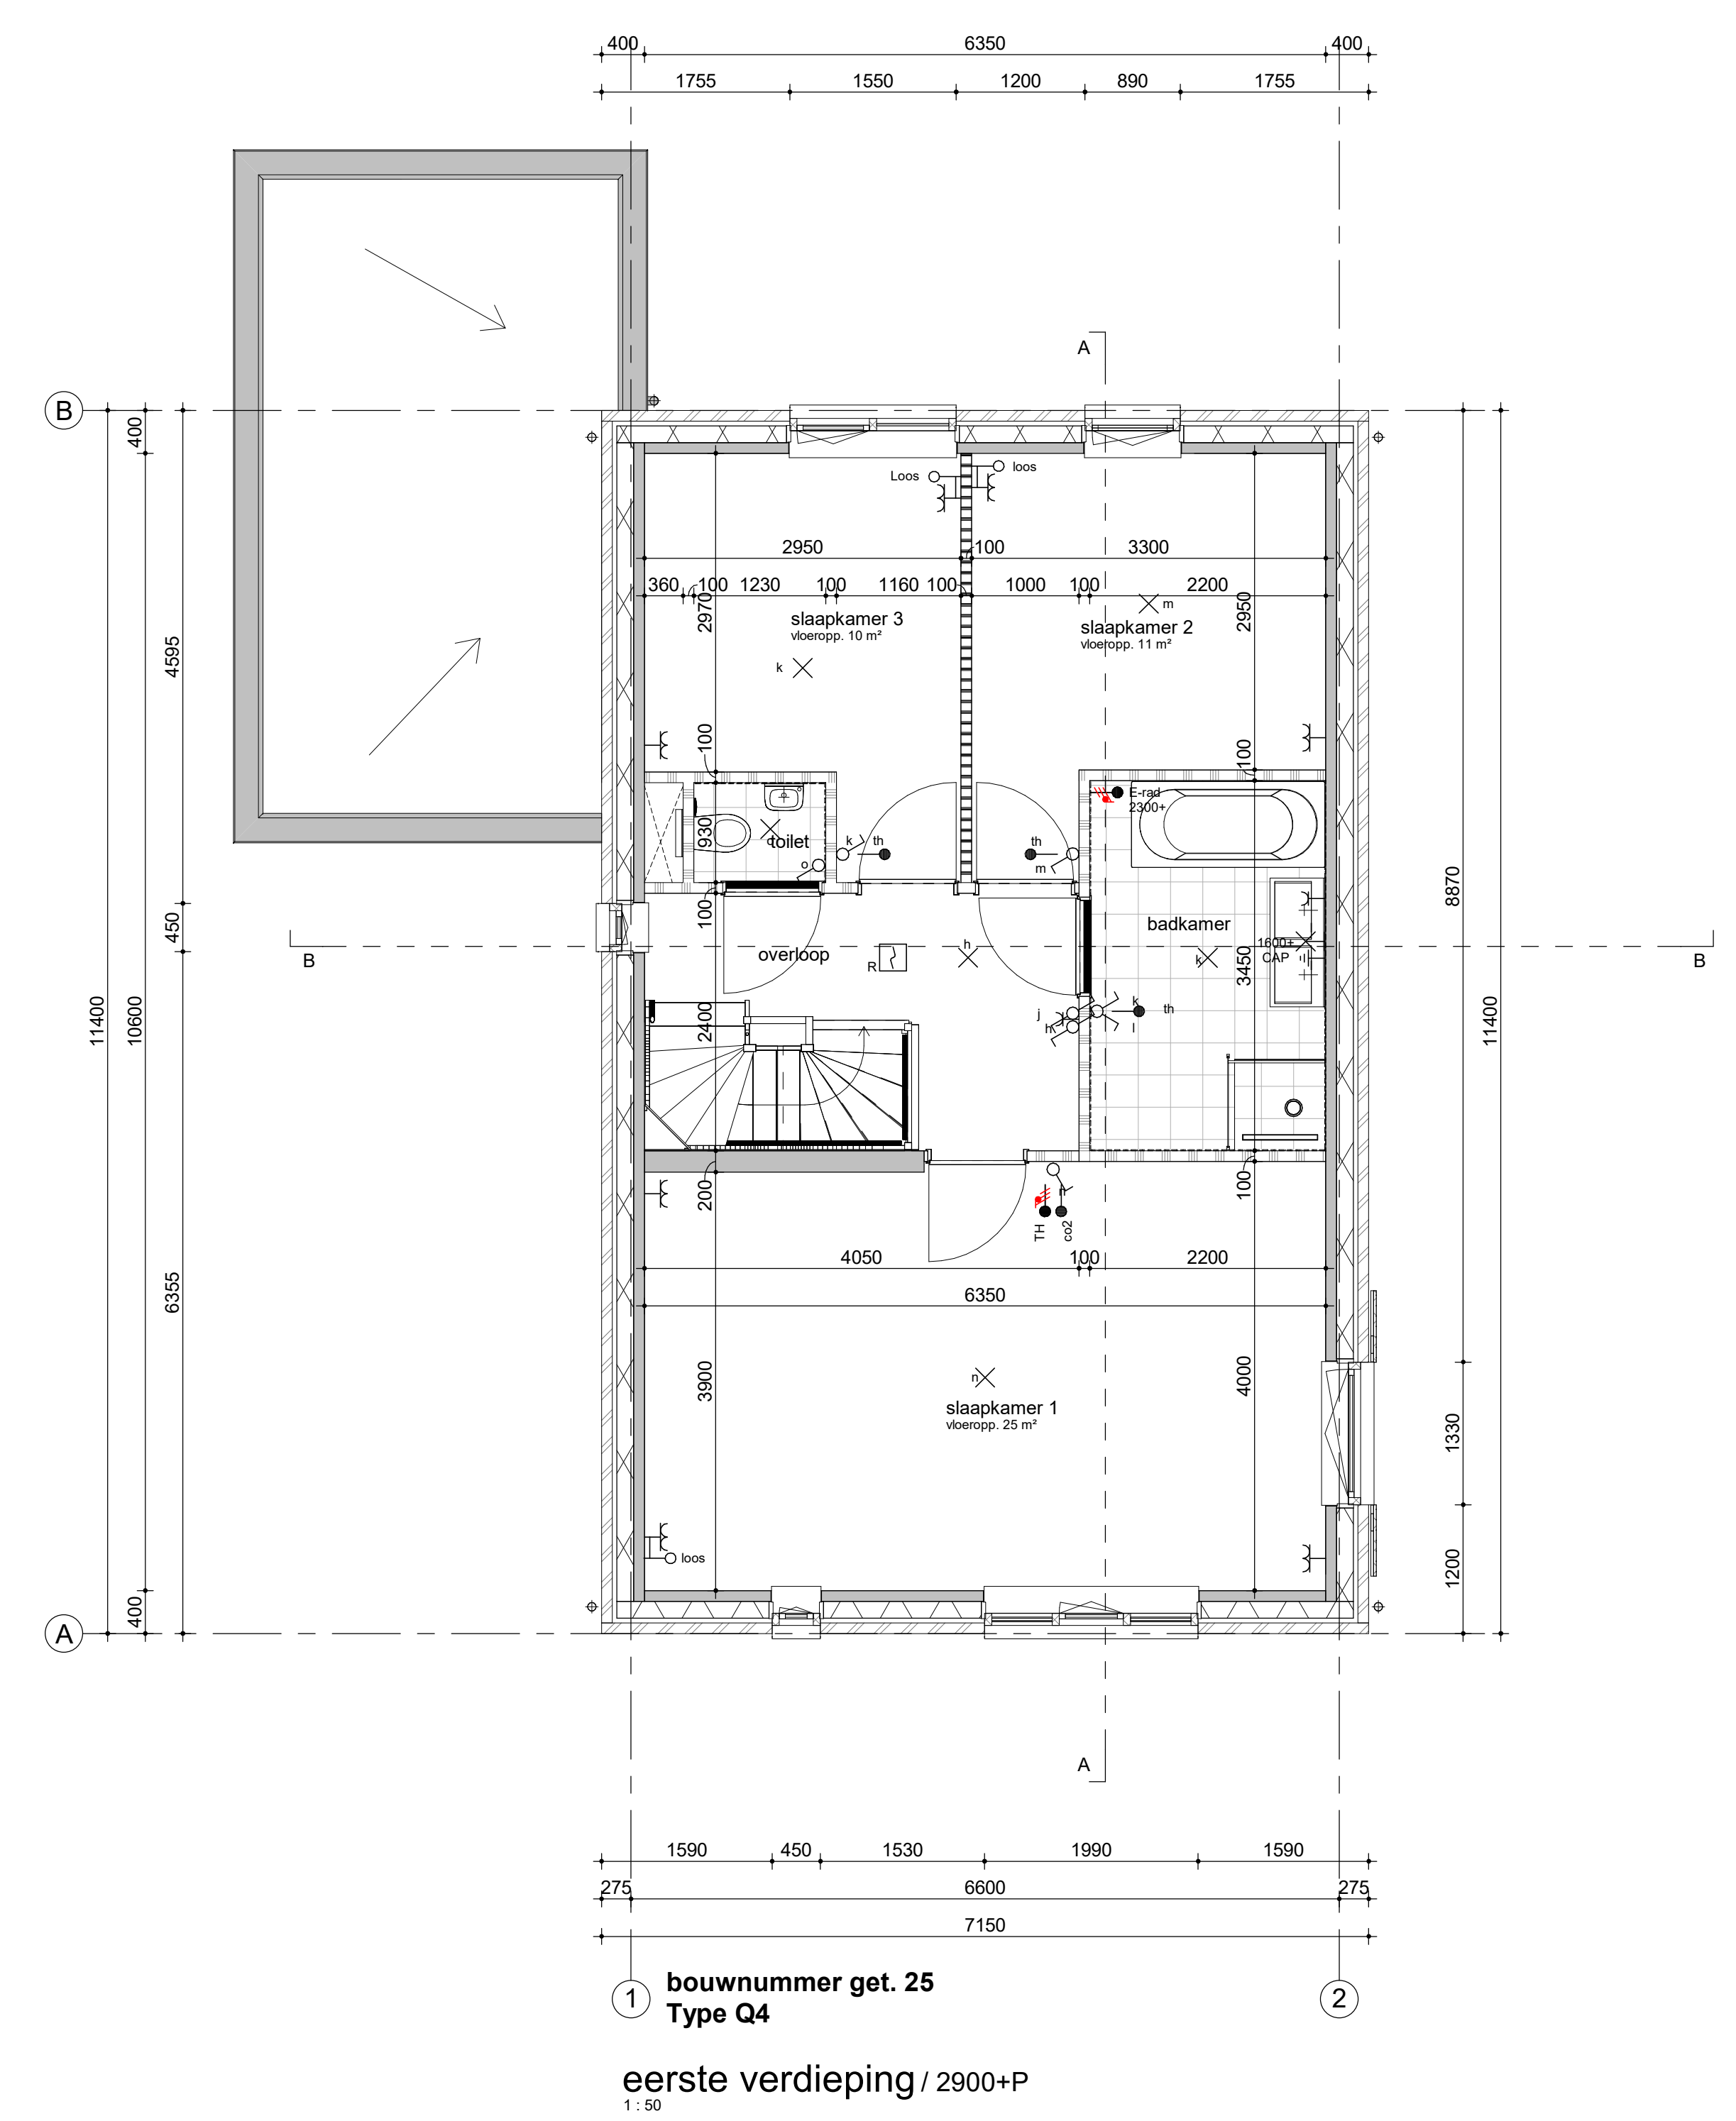 400 6350 400
1755 1550 1200 890 1755
A
B
400
Loos
loos
2950 100 3300
360 100 1230 100 1160 100 1000 100 2200
2970
2950
m
slaapkamer 3
vloeropp. 10 m²
slaapkamer 2
vloeropp. 11 m²
k
4595
100
100
E-rad
2300+
930
toilet
o
o
k
th
th
m
8870
100
450
badkamer
B
overloop
R
h
k
1600+
CAP
3450
B
11400
10600
2400
j
h
k
l
th
11400
200
100
n
TH
co2
4050 100 2200
6350
6355
3900
4000
n
slaapkamer 1
vloeropp. 25 m²
1330
loos
1200
400
A
A
1590 450 1530 1990 1590
275 6600 275
7150
1
bouwnummer get. 25
Type Q4
2
eerste verdieping / 2900+P
1 : 50